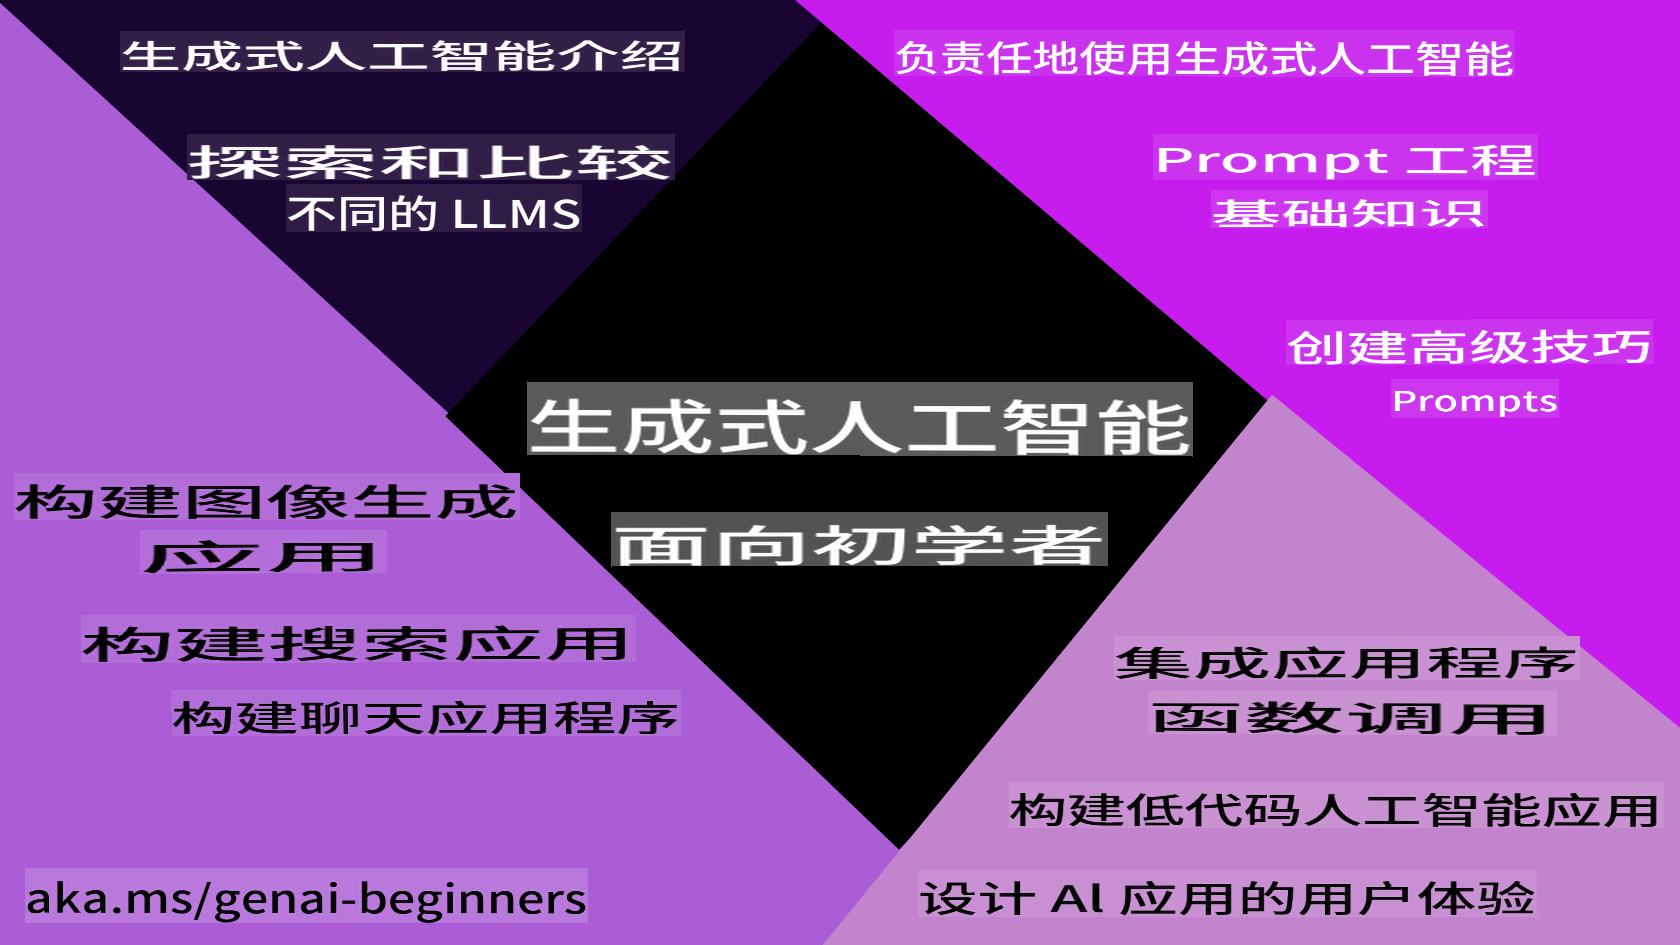 生成式人工智能介绍
探索和比较
不同的 LLMS
负责任地使用生成式人工智能
Prompt 工程
基础知识
创建高级技巧
Prompts
生成式人工智能
面向初学者
构建图像生成
应用
构建搜索应用
构建聊天应用程序
集成应用程序
函数调用
构建低代码人工智能应用
设计 Al 应用的用户体验
aka.ms/genai-beginners